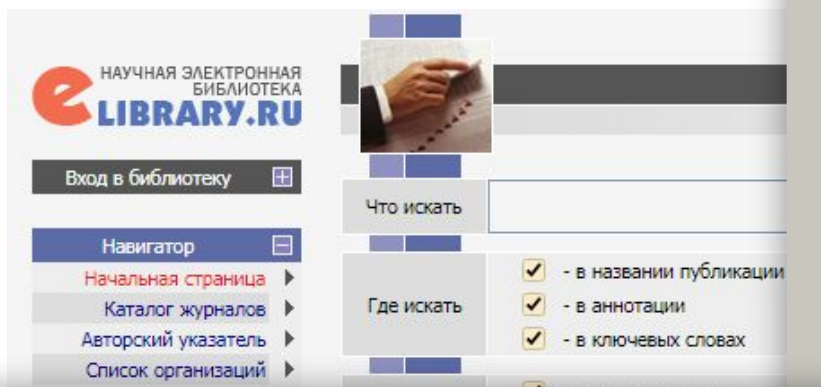 НАУЧНАЯ ЭЛЕКТРОННАЯ
БИБЛИОТЕКА
eLIBRARY.RU
Вход в библиотеку
Навигатор
Начальная страница
Каталог журналов
Авторский указатель
Список организаций
Что искать
Где искать
- в названии публикации
- в аннотации
- в ключевых словах